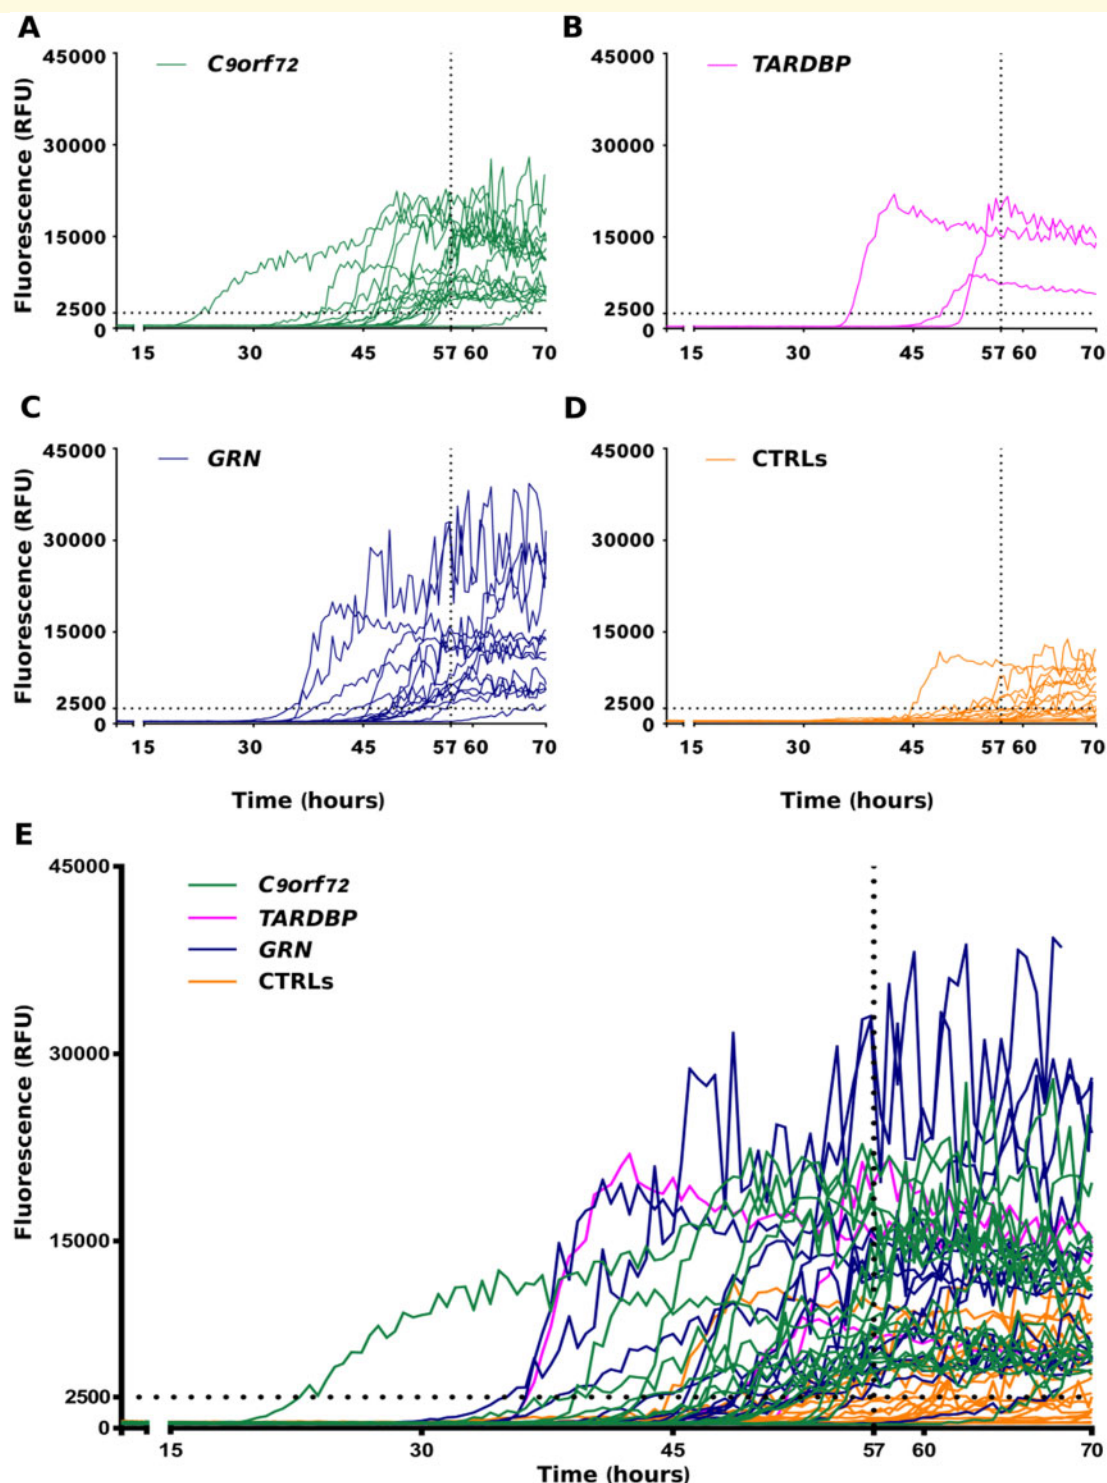 A
B
45000
30000
15000
2500
0
Fluorescence (RFU)
C9orf72
15 30 45 57 60 70
45000
30000
15000
2500
0
TARDBP
15 30 45 57 60 70
C
D
45000
30000
15000
2500
0
Fluorescence (RFU)
GRN
15 30 45 57 60 70
Time (hours)
45000
30000
15000
2500
0
CTRLs
15 30 45 57 60 70
Time (hours)
E
45000
30000
15000
2500
0
Fluorescence (RFU)
C9orf72
TARDBP
GRN
CTRLs
15 30 45 57 60 70
Time (hours)